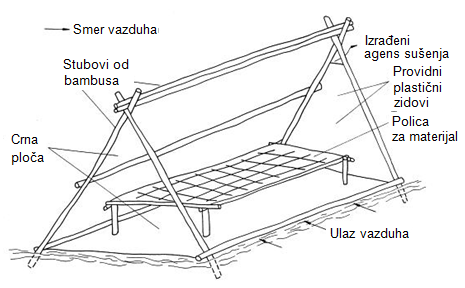 Smer vazduha
Stubovi od
bambusa
Crna
ploča
Izrađeni
agens sušenja
Providni
plastični
zidovi
Polica
za materijal
Ulaz vazduha